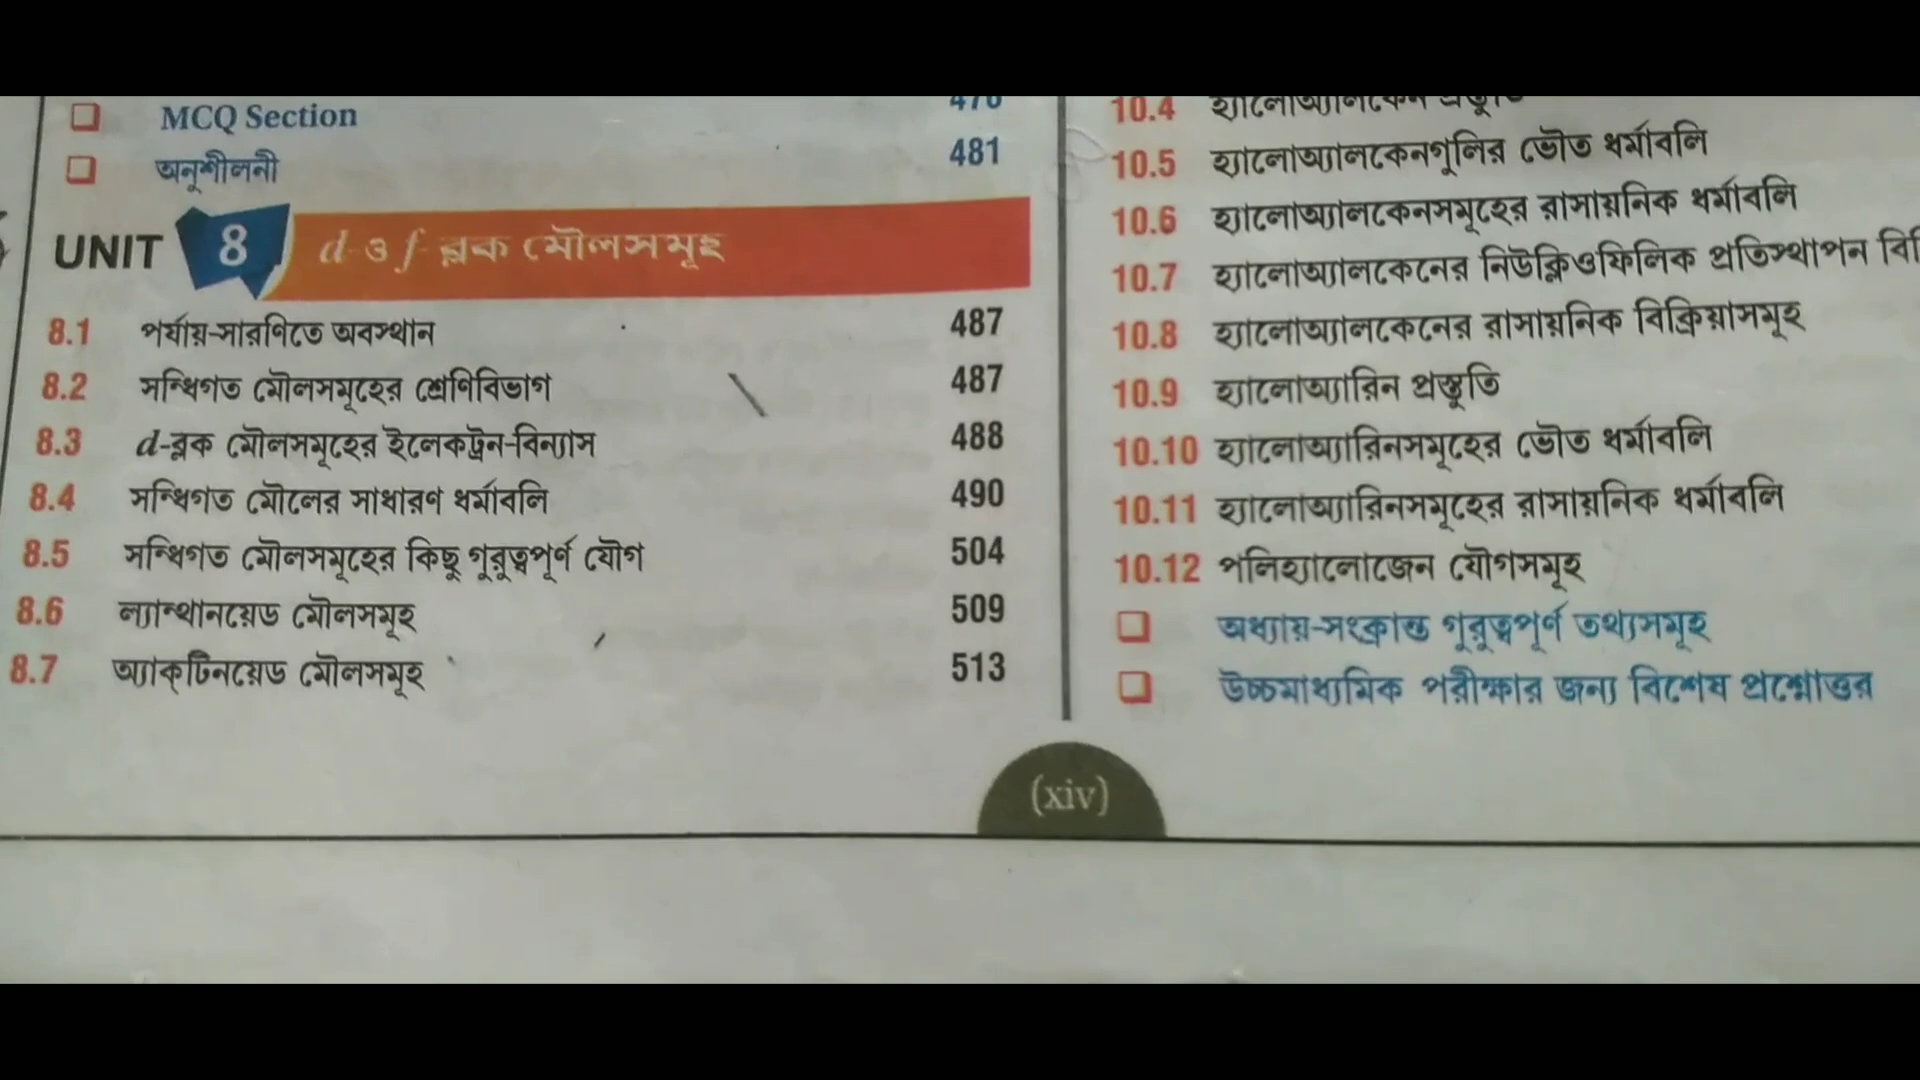 MCQ Section 476
অনুশীলনী 481
UNIT 8 d-ও f-ব্লক মৌলসমূহ
8.1 পর্যায়-সারণিতে অবস্থান 487
8.2 সন্ধিগত মৌলসমূহের শ্রেণিবিভাগ 487
8.3 d-ব্লক মৌলসমূহের ইলেকট্রন-বিন্যাস 488
8.4 সন্ধিগত মৌলের সাধারণ ধর্মাবলি 490
8.5 সন্ধিগত মৌলসমূহের কিছু গুরুত্বপূর্ণ যৌগ 504
8.6 ল্যান্থানয়েড মৌলসমূহ 509
8.7 অ্যাক্‌টিনয়েড মৌলসমূহ 513
10.4 হ্যালোঅ্যালকেন প্রস্তুতি
10.5 হ্যালোঅ্যালকেনগুলির ভৌত ধর্মাবলি
10.6 হ্যালোঅ্যালকেনসমূহের রাসায়নিক ধর্মাবলি
10.7 হ্যালোঅ্যালকেনের নিউক্লিওফিলিক প্রতিস্থাপন
10.8 হ্যালোঅ্যালকেনের রাসায়নিক বিক্রিয়াসমূহ
10.9 হ্যালোঅ্যারিন প্রস্তুতি
10.10 হ্যালোঅ্যারিনসমূহের ভৌত ধর্মাবলি
10.11 হ্যালোঅ্যারিনসমূহের রাসায়নিক ধর্মাবলি
10.12 পলিহ্যালোজেন যৌগসমূহ
অধ্যায়-সংক্রান্ত গুরুত্বপূর্ণ তথ্যসমূহ
উচ্চমাধ্যমিক পরীক্ষার জন্য বিশেষ প্রশ্নোত্তর
(xiv)